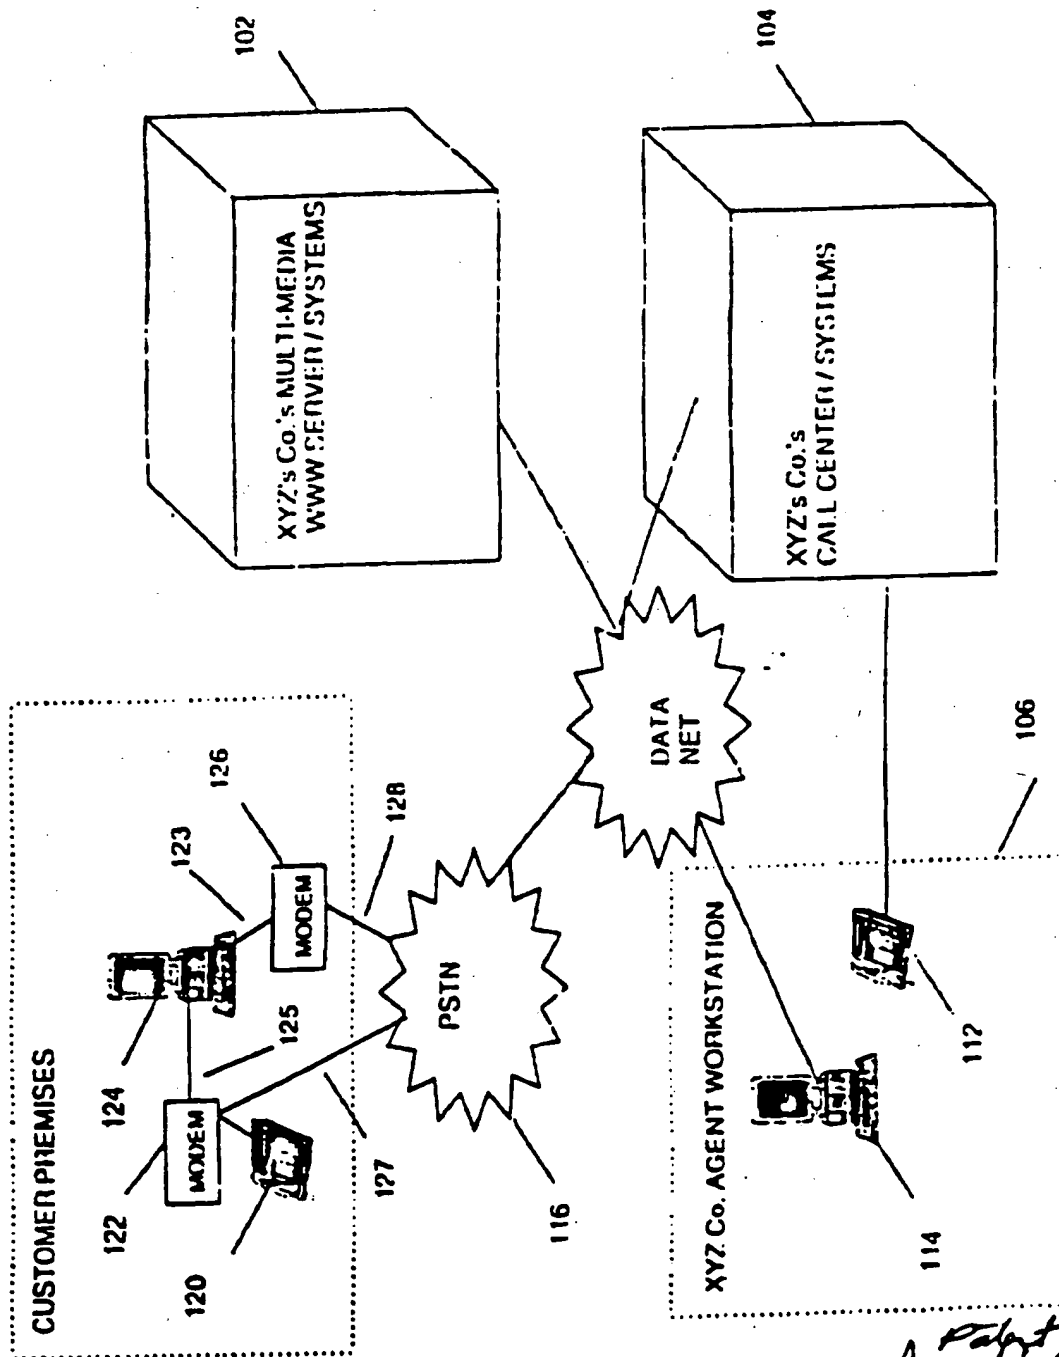 CUSTOMER PREMISES
124
123
126
122
MODEM
125
MODEM
120
127
128
116
PSTN
DATA
NET
XYZ's Co.'s MULTI-MEDIA
WWW SERVER / SYSTEMS
102
XYZ's Co.'s
CALL CENTER / SYSTEMS
104
XYZ Co. AGENT WORKSTATION
106
114
112